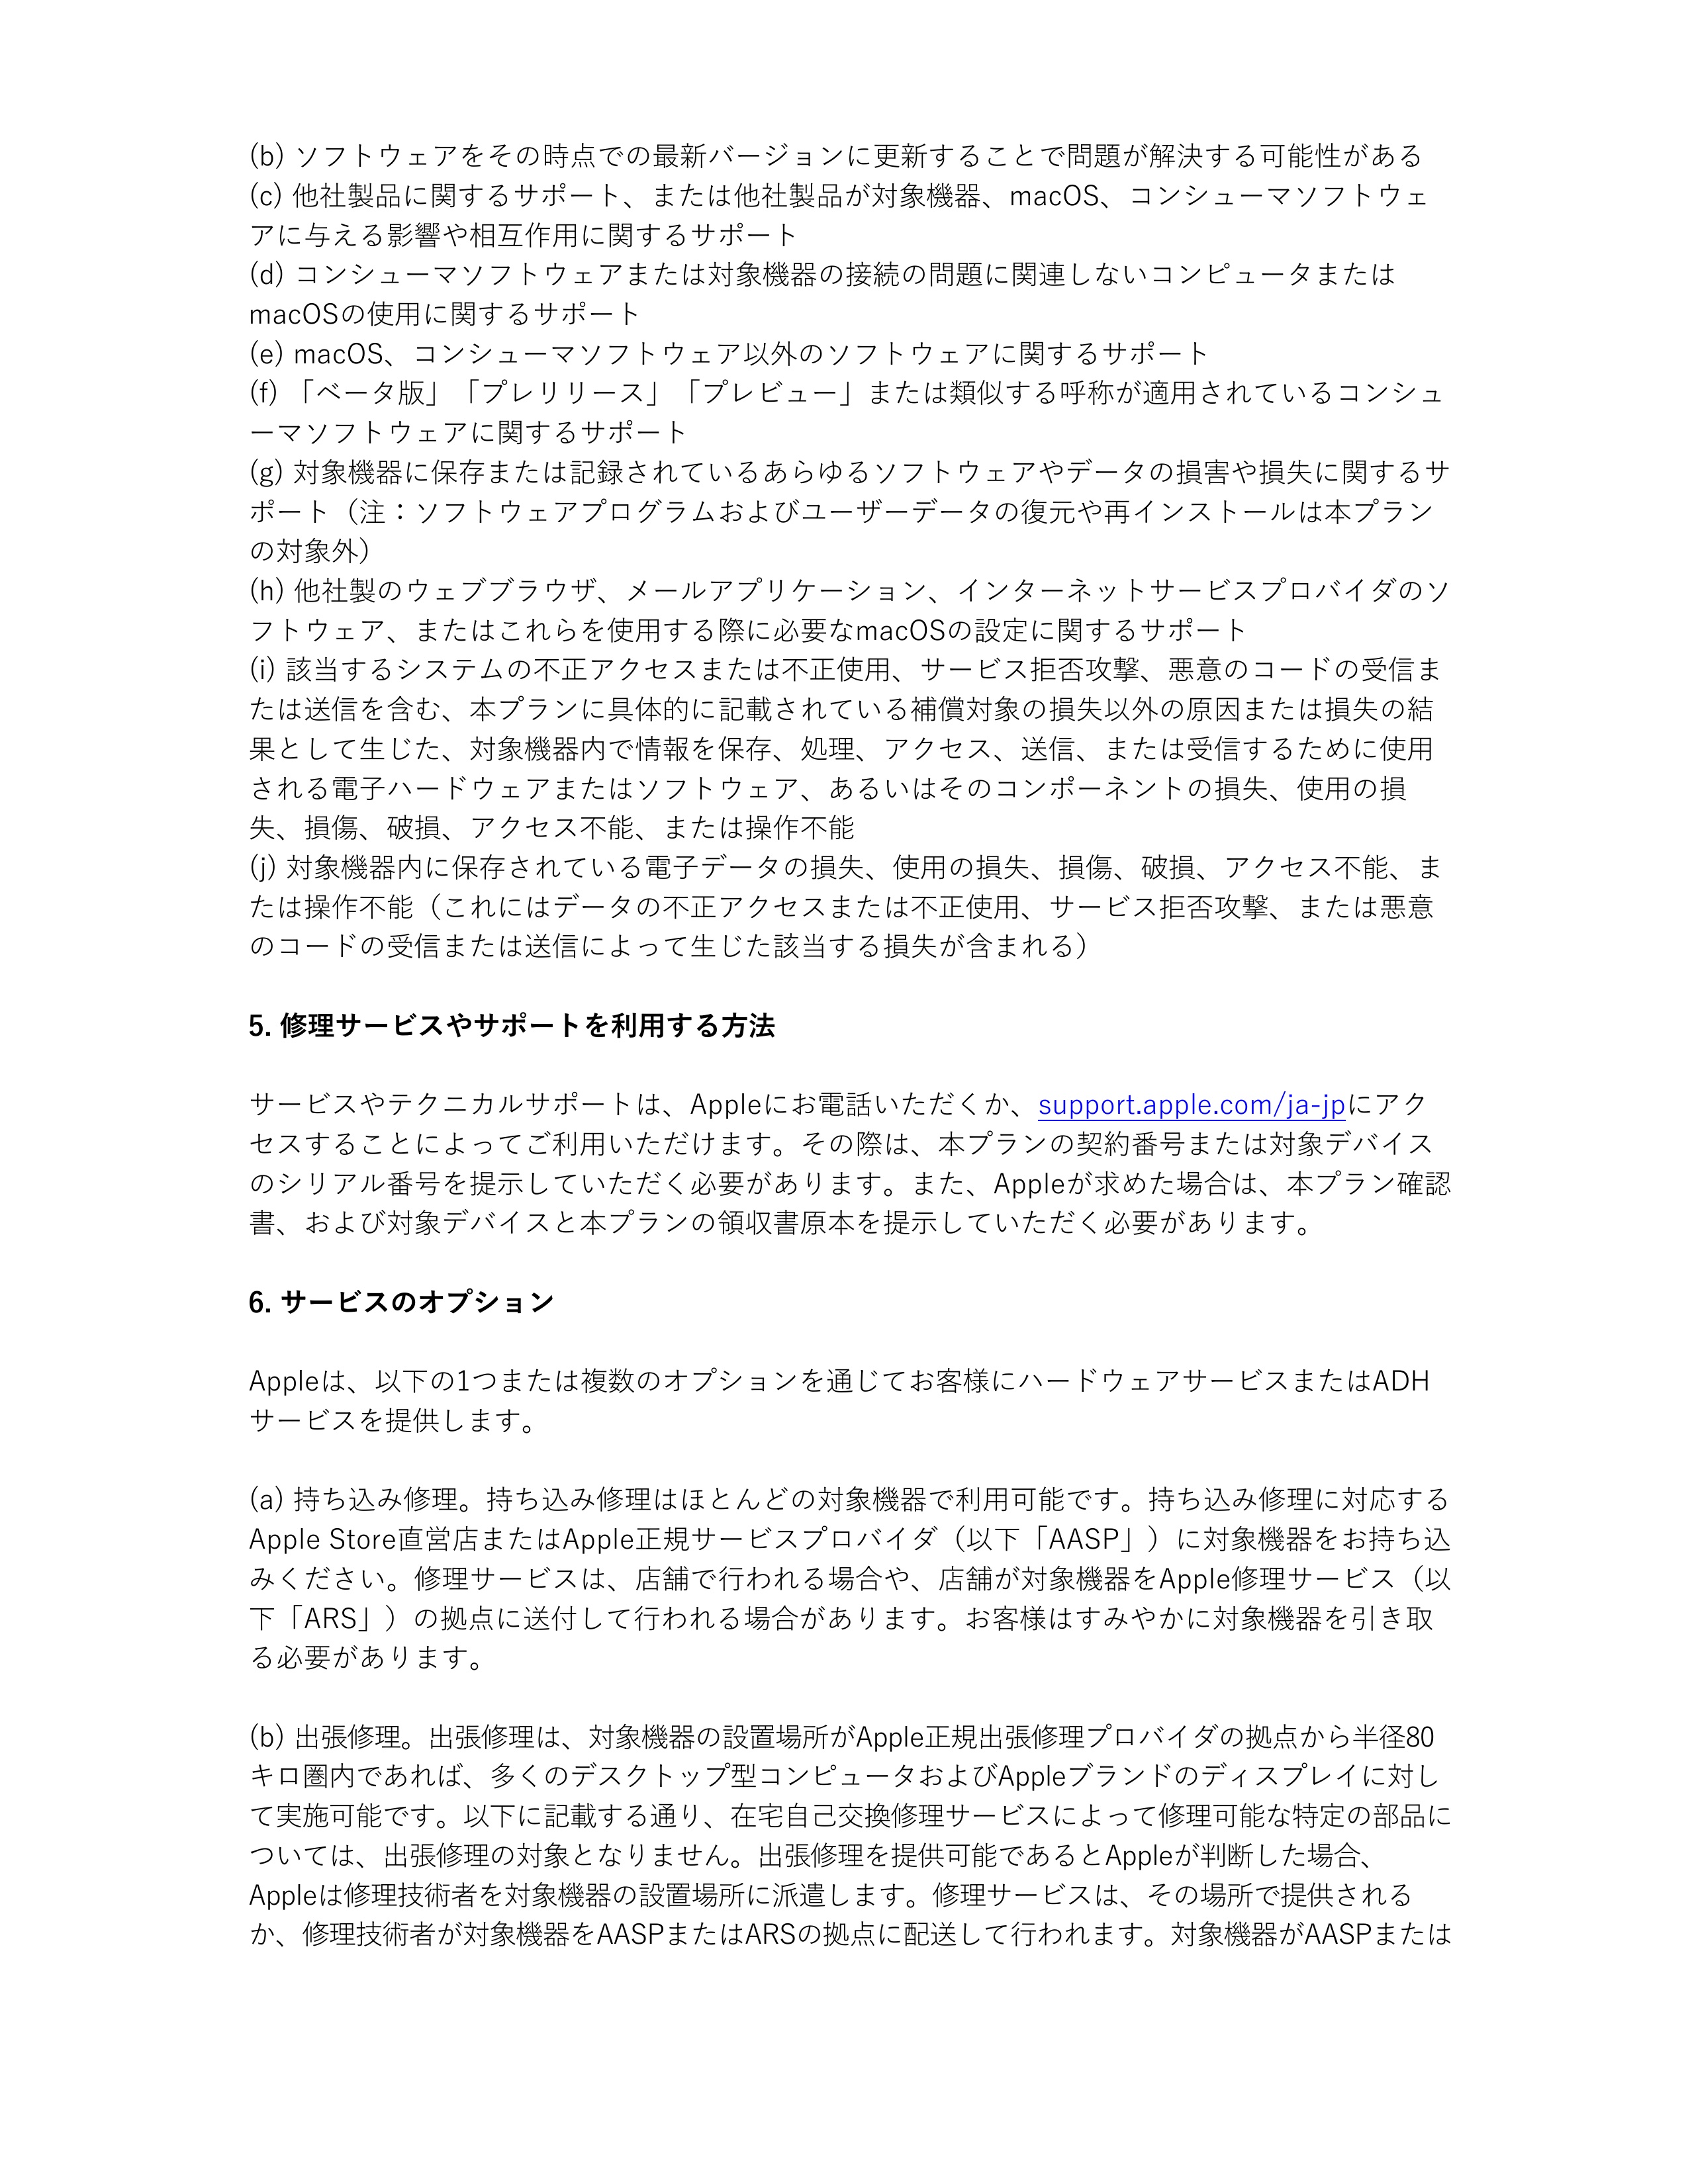 (b) ソフトウェアをその時点での最新バージョンに更新することで問題が解決する可能性がある
(c) 他社製品に関するサポート、または他社製品が対象機器、macOS、コンシューマソフトウェ
アに与える影響や相互作用に関するサポート
(d) コンシューマソフトウェアまたは対象機器の接続の問題に関連しないコンピュータまたは
macOSの使用に関するサポート
(e) macOS、コンシューマソフトウェア以外のソフトウェアに関するサポート
(f) 「ベータ版」「プレリリース」「プレビュー」または類似する呼称が適用されているコンシュ
ーマソフトウェアに関するサポート
(g) 対象機器に保存または記録されているあらゆるソフトウェアやデータの損害や損失に関するサ
ポート（注：ソフトウェアプログラムおよびユーザーデータの復元や再インストールは本プラン
の対象外）
(h) 他社製のウェブブラウザ、メールアプリケーション、インターネットサービスプロバイダのソ
フトウェア、またはこれらを使用する際に必要なmacOSの設定に関するサポート
(i) 該当するシステムの不正アクセスまたは不正使用、サービス拒否攻撃、悪意のコードの受信ま
たは送信を含む、本プランに具体的に記載されている補償対象の損失以外の原因または損失の結
果として生じた、対象機器内で情報を保存、処理、アクセス、送信、または受信するために使用
される電子ハードウェアまたはソフトウェア、あるいはそのコンポーネントの損失、使用の損
失、損傷、破損、アクセス不能、または操作不能
(j) 対象機器内に保存されている電子データの損失、使用の損失、損傷、破損、アクセス不能、ま
たは操作不能（これにはデータの不正アクセスまたは不正使用、サービス拒否攻撃、または悪意
のコードの受信または送信によって生じた該当する損失が含まれる）
5. 修理サービスやサポートを利用する方法
サービスやテクニカルサポートは、Appleにお電話いただくか、support.apple.com/ja-jpにアク
セスすることによってご利用いただけます。その際は、本プランの契約番号または対象デバイス
のシリアル番号を提示していただく必要があります。また、Appleが求めた場合は、本プラン確認
書、および対象デバイスと本プランの領収書原本を提示していただく必要があります。
6. サービスのオプション
Appleは、以下の1つまたは複数のオプションを通じてお客様にハードウェアサービスまたはADH
サービスを提供します。
(a) 持ち込み修理。持ち込み修理はほとんどの対象機器で利用可能です。持ち込み修理に対応する
Apple Store直営店またはApple正規サービスプロバイダ（以下「AASP」）に対象機器をお持ち込
みください。修理サービスは、店舗で行われる場合や、店舗が対象機器をApple修理サービス（以
下「ARS」）の拠点に送付して行われる場合があります。お客様はすみやかに対象機器を引き取
る必要があります。
(b) 出張修理。出張修理は、対象機器の設置場所がApple正規出張修理プロバイダの拠点から半径80
キロ圏内であれば、多くのデスクトップ型コンピュータおよびAppleブランドのディスプレイに対し
て実施可能です。以下に記載する通り、在宅自己交換修理サービスによって修理可能な特定の部品に
ついては、出張修理の対象となりません。出張修理を提供可能であるとAppleが判断した場合、
Appleは修理技術者を対象機器の設置場所に派遣します。修理サービスは、その場所で提供される
か、修理技術者が対象機器をAASPまたはARSの拠点に配送して行われます。対象機器がAASPまたは